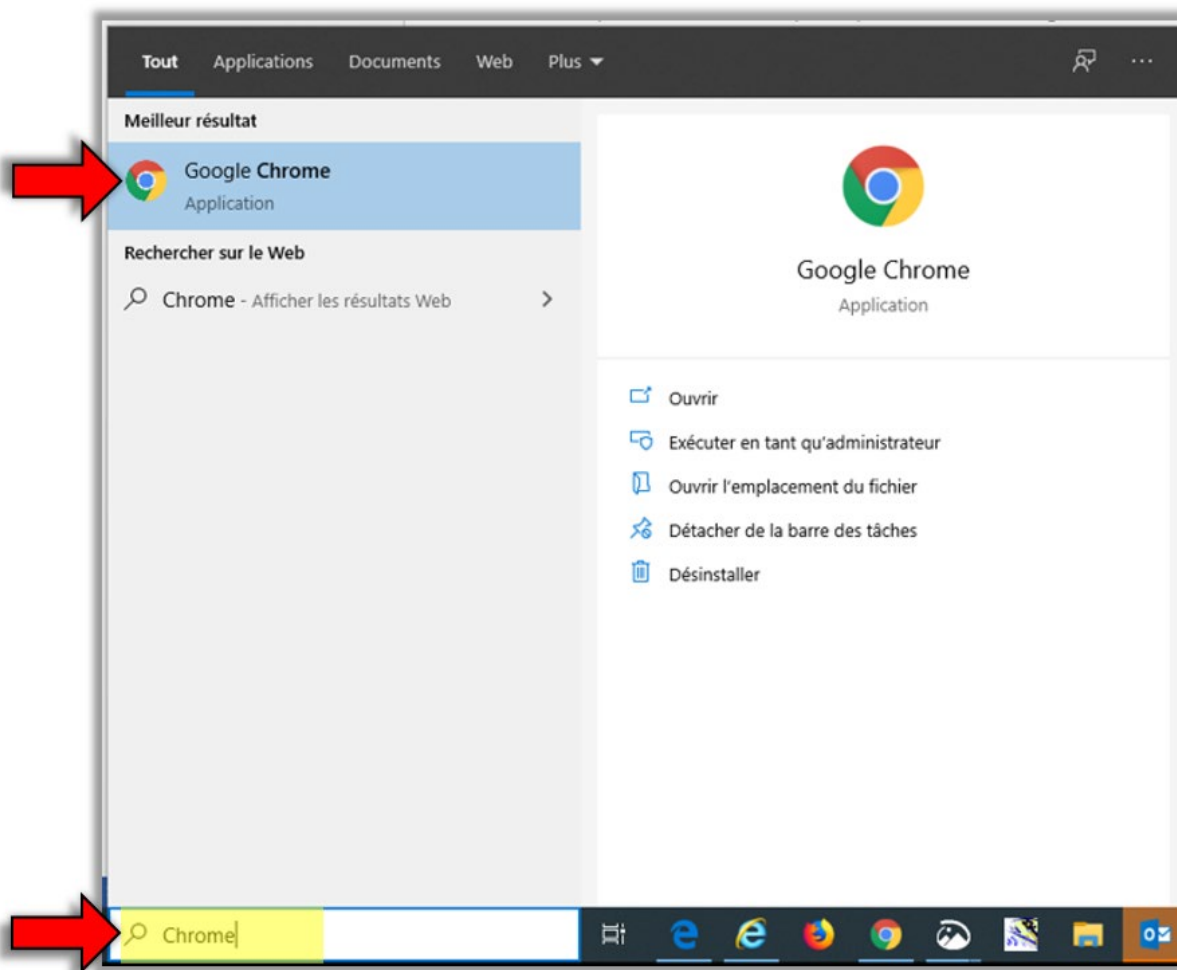 Tout Applications Documents Web Plus
Meilleur résultat
Google Chrome
Application
Rechercher sur le Web
Chrome - Afficher les résultats Web
Google Chrome
Application
Ouvrir
Exécuter en tant qu'administrateur
Ouvrir l'emplacement du fichier
Détacher de la barre des tâches
Désinstaller
Chrome